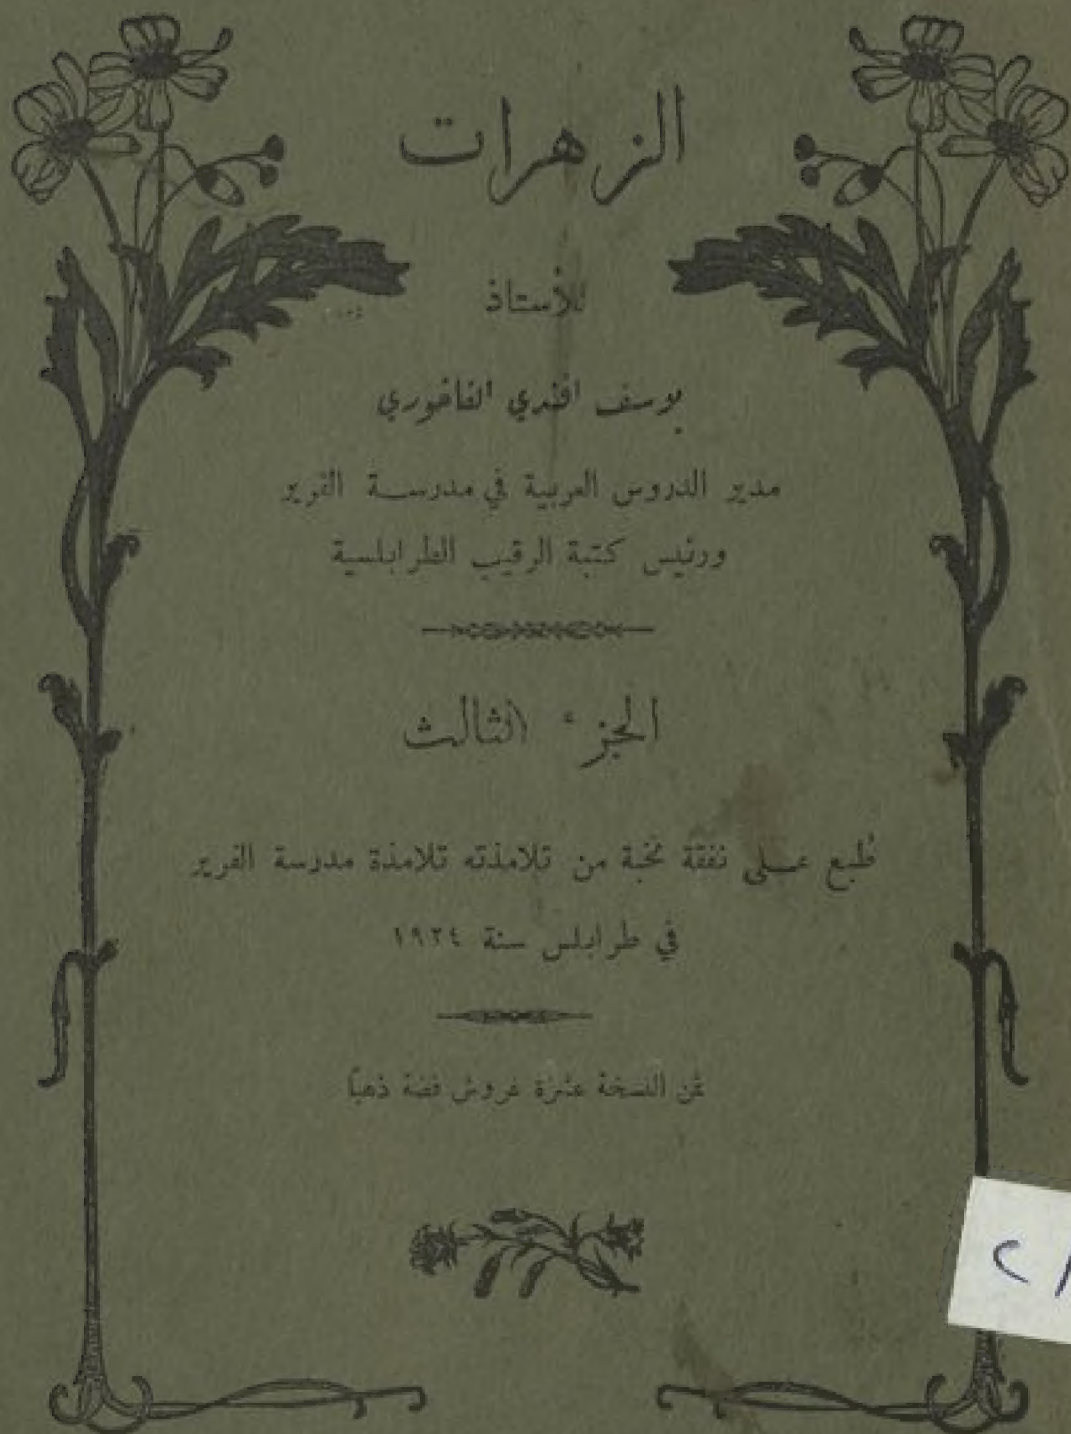 الزهرات
للأستاذ
يوسف افندي الفاخوري
مدير الدروس العربية في مدرسة الفرير
ورئيس كتبة الرقيب الطرابلسية
الجزء الثالث
طُبع على نفقة نخبة من تلامذته تلامذة مدرسة الفرير
في طرابلس سنة ١٩٢٤
ثمن النسخة عشرة غروش فضة ذهبًا